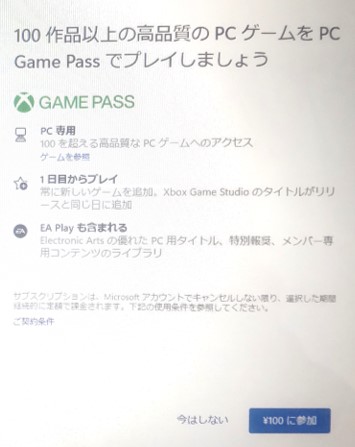 100 作品以上の高品質の PC ゲームを PC
Game Pass でプレイしましょう
XBOX GAME PASS
PC 専用
100 を超える高品質な PC ゲームへのアクセス
ゲームを参照
1 日目からプレイ
常に新しいゲームを追加。Xbox Game Studio のタイトルがリリ
ースと同じ日に追加
EA
EA Play も含まれる
Electronic Arts の優れた PC 用タイトル、特別報奨、メンバー専
用コンテンツのライブラリ
サブスクリプションは、Microsoft アカウントでキャンセルしない限り、選択した期間
継続的に定額で課金されます。下記の使用条件を参照してください。
ご契約条件
今はしない
¥100 に参加